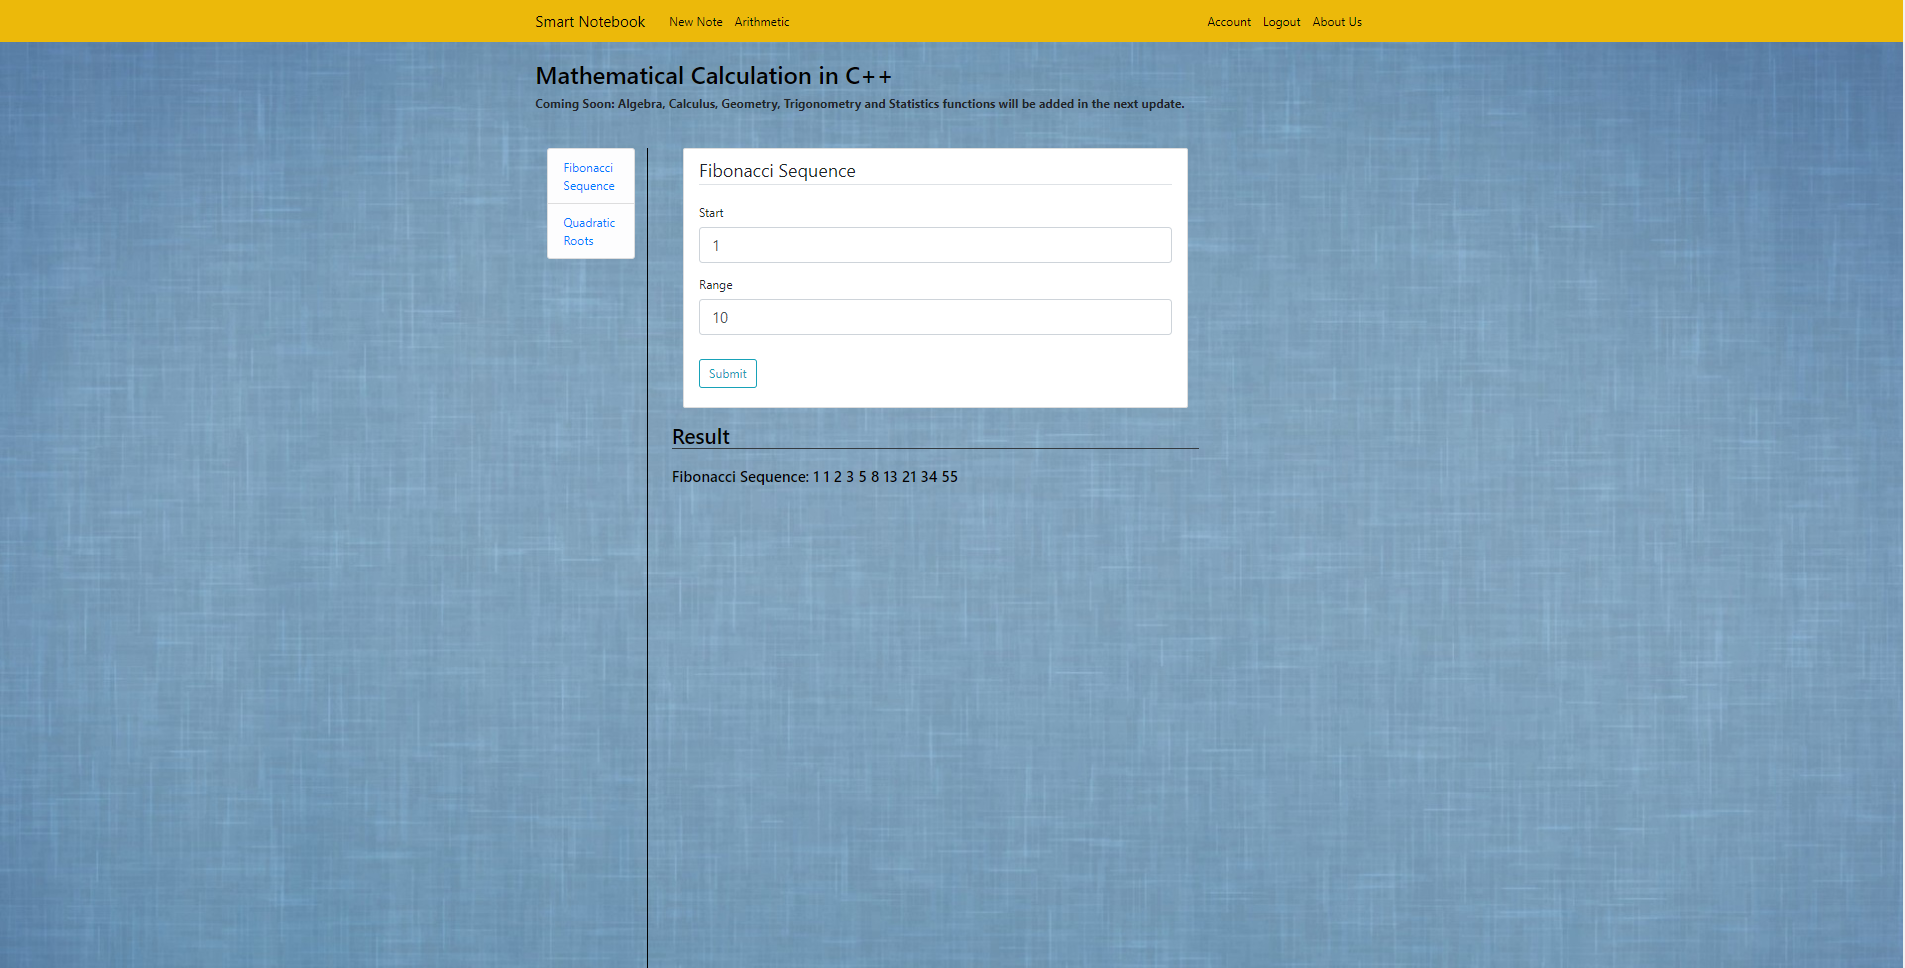 Smart Notebook New Note Arithmetic Account Logout About Us
Mathematical Calculation in C++
Coming Soon: Algebra, Calculus, Geometry, Trigonometry and Statistics functions will be added in the next update.
Fibonacci
Sequence
Quadratic
Roots
Fibonacci Sequence
Start
1
Range
10
Submit
Result
Fibonacci Sequence: 1 1 2 3 5 8 13 21 34 55